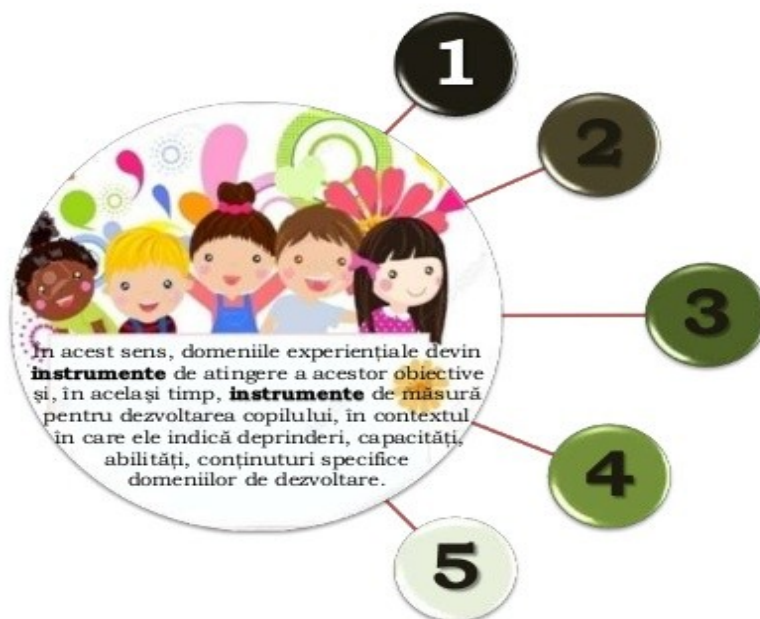 1
2
3
4
5
În acest sens, domeniile experiențiale devin
instrumente de atingere a acestor obiective
și, în același timp, instrumente de măsură
pentru dezvoltarea copilului, în contextul
în care ele indică deprinderi, capacități,
abilități, conținuturi specifice
domeniilor de dezvoltare.